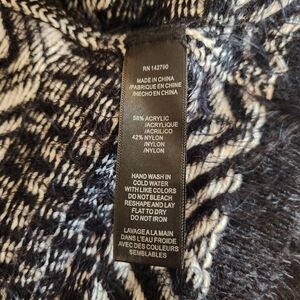 RN 142790
MADE IN CHINA
/FABRIQUE EN CHINE
/HECHO EN CHINA
58% ACRYLIC
/ACRYLIQUE
/ACRILICO
42% NYLON
/NYLON
/NYLON
HAND WASH IN
COLD WATER
WITH LIKE COLORS
DO NOT BLEACH
RESHAPE AND LAY
FLAT TO DRY
DO NOT IRON
LAVAGE A LA MAIN
DANS L'EAU FROIDE
AVEC DES COULEURS
SEMBLABLES